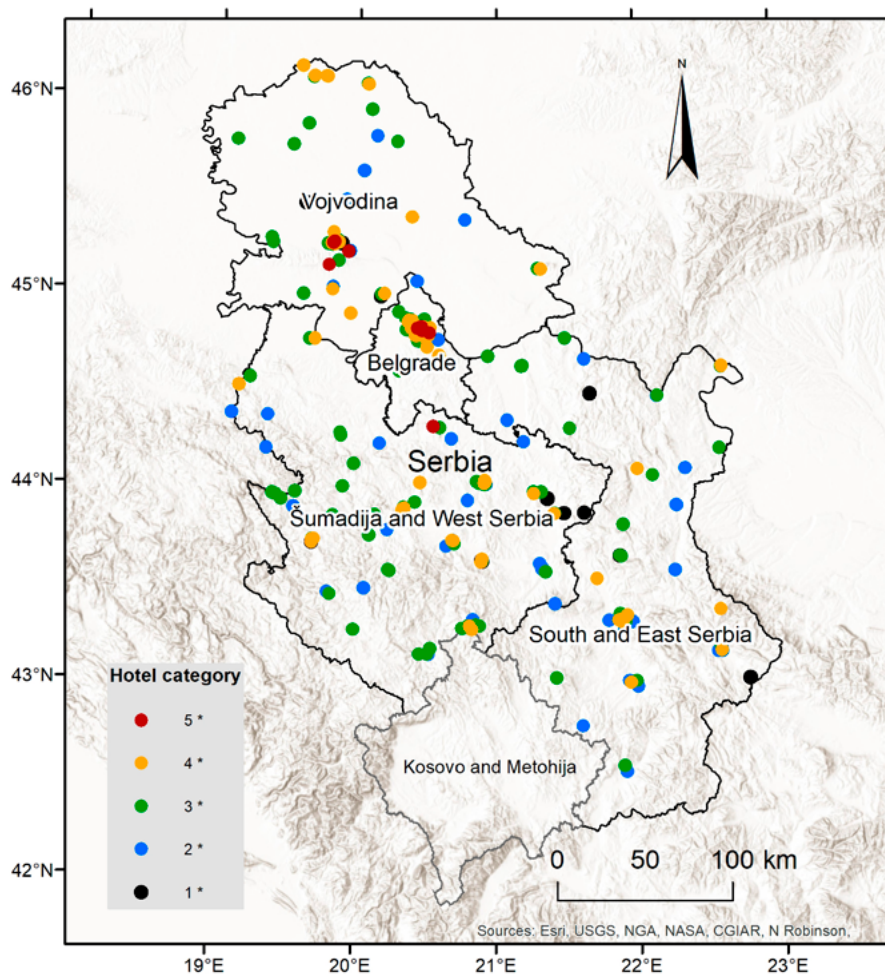 N
46°N
Vojvodina
45°N
Belgrade
44°N
Serbia
Šumadija and West Serbia
South and East Serbia
43°N
Hotel category
5 *
4 *
3 *
2 *
1 *
Kosovo and Metohija
42°N
0 50 100 km
Sources: Esri, USGS, NGA, NASA, CGIAR, N Robinson,
19°E 20°E 21°E 22°E 23°E